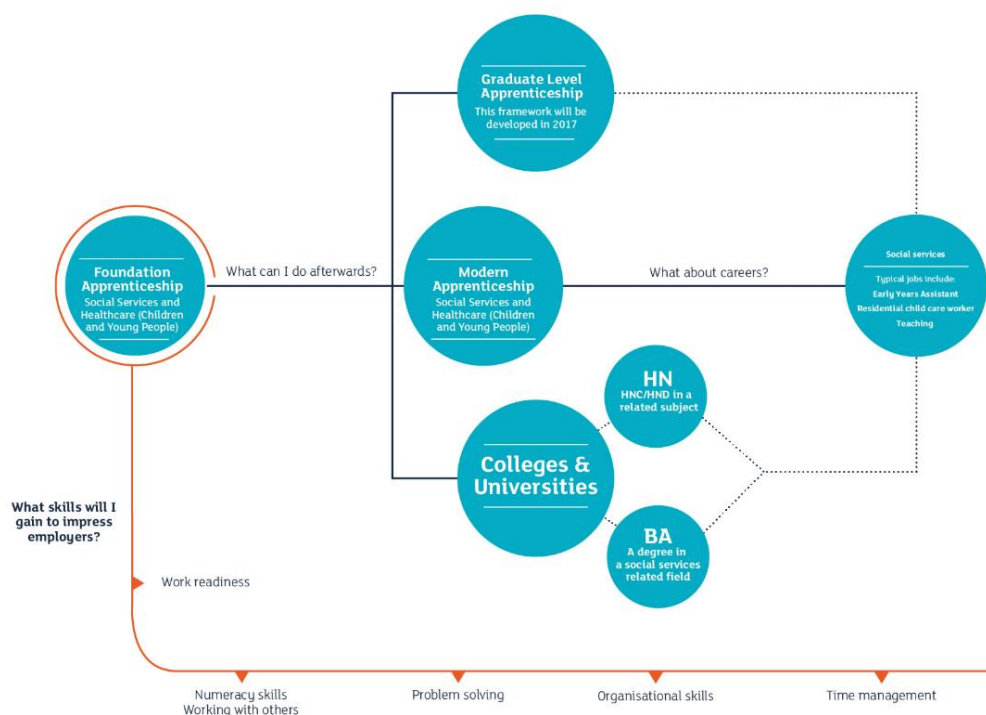 Graduate Level
Apprenticeship
This framework will be
developed in 2017
Foundation
Apprenticeship
Social Services and
Healthcare (Children
and Young People)
What can I do afterwards?
Modern
Apprenticeship
Social Services and
Healthcare (Children
and Young People)
What about careers?
Social services
Typical jobs include:
Early Years Assistant
Residential child care worker
Teaching
HN
HNC/HND in a
related subject
Colleges &
Universities
BA
A degree in
a social services
related field
What skills will I
gain to impress
employers?
Work readiness
Numeracy skills
Working with others
Problem solving
Organisational skills
Time management